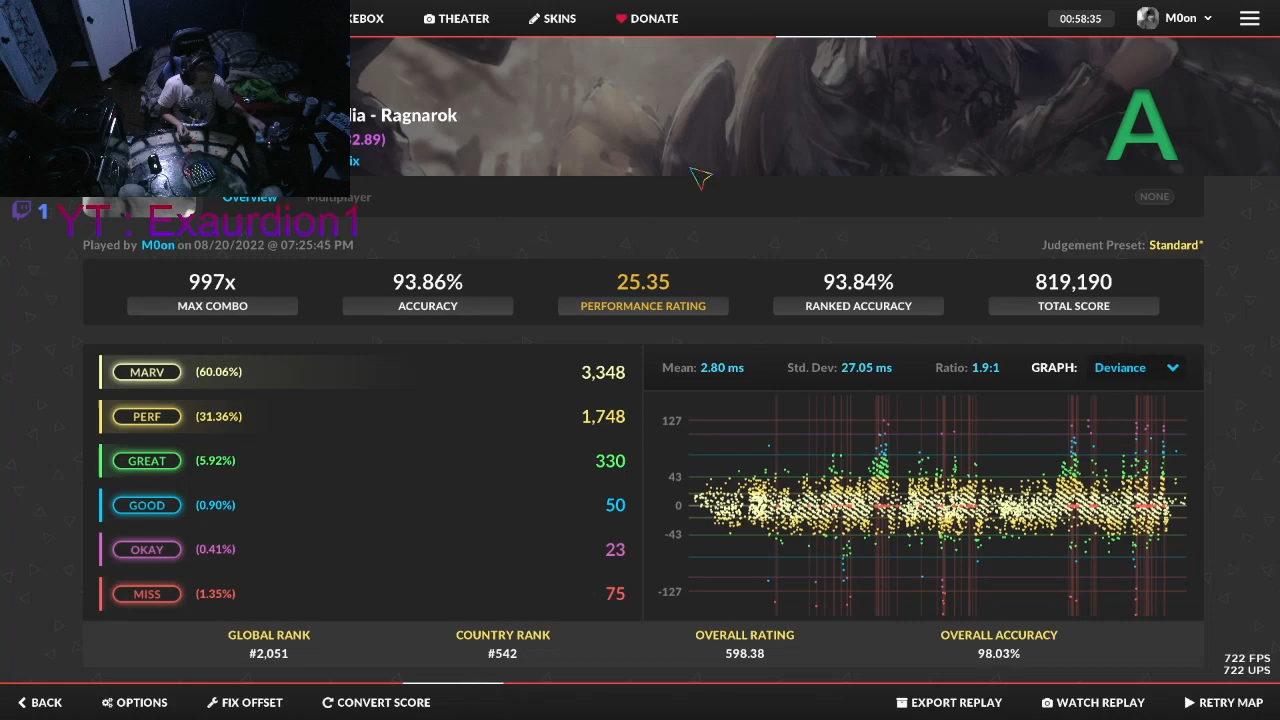 KEBOX THEATER SKINS DONATE 00:58:35 M0on
lia - Ragnarok
2.89)
ix
A
Overview Multiplayer NONE
1 YT : Exaurdion1
Played by M0on on 08/20/2022 @ 07:25:45 PM Judgement Preset: Standard*
997x 93.86% 25.35 93.84% 819,190
MAX COMBO ACCURACY PERFORMANCE RATING RANKED ACCURACY TOTAL SCORE
MARV (60.06%) 3,348
PERF (31.36%) 1,748
GREAT (5.92%) 330
GOOD (0.90%) 50
OKAY (0.41%) 23
MISS (1.35%) 75
Mean: 2.80 ms Std. Dev: 27.05 ms Ratio: 1.9:1 GRAPH: Deviance
127
43
0
-43
-127
GLOBAL RANK COUNTRY RANK OVERALL RATING OVERALL ACCURACY
#2,051 #542 598.38 98.03%
722 FPS
722 UPS
BACK OPTIONS FIX OFFSET CONVERT SCORE EXPORT REPLAY WATCH REPLAY RETRY MAP